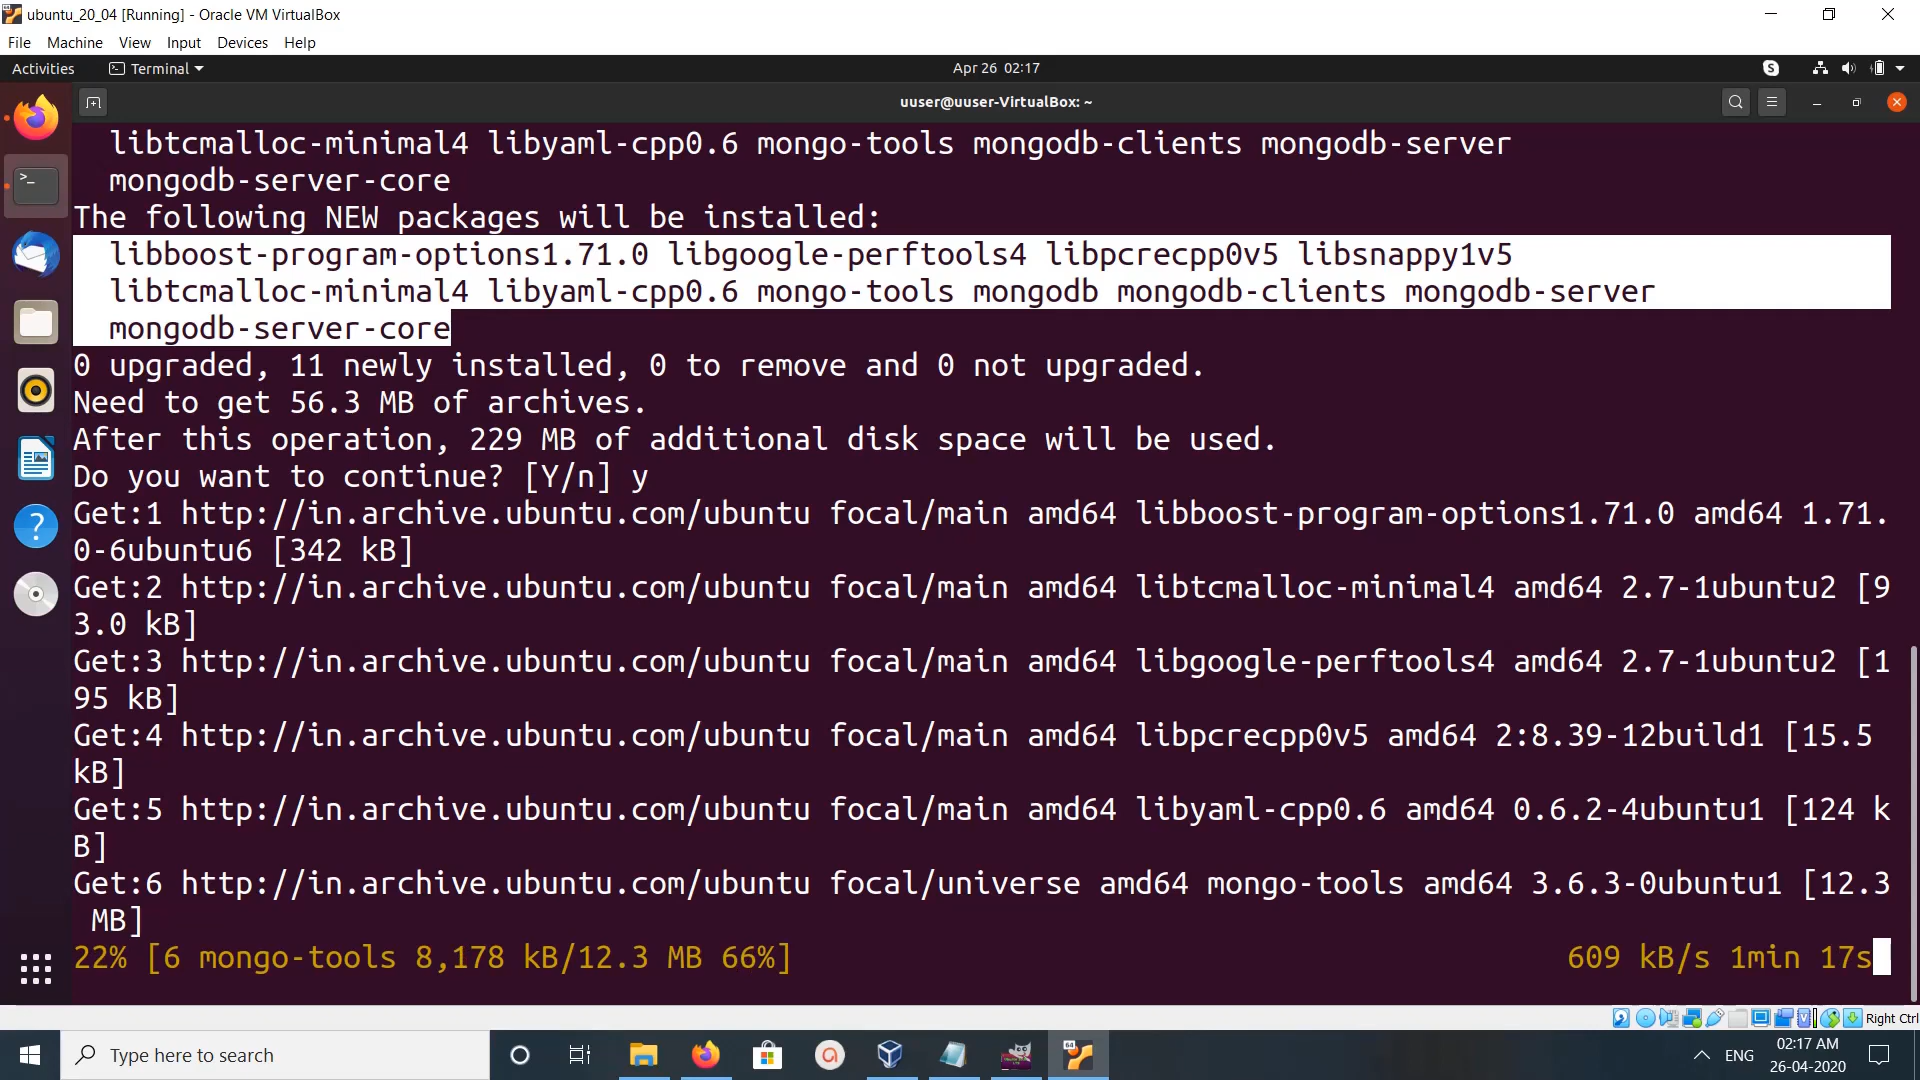 ubuntu_20_04 [Running] - Oracle VM VirtualBox
File Machine View Input Devices Help
Activities Terminal Apr 26 02:17
uuser@uuser-VirtualBox: ~
libtcmalloc-minimal4 libyaml-cpp0.6 mongo-tools mongodb-clients mongodb-server
mongodb-server-core
The following NEW packages will be installed:
libboost-program-options1.71.0 libgoogle-perftools4 libpcrecpp0v5 libsnappy1v5
libtcmalloc-minimal4 libyaml-cpp0.6 mongo-tools mongodb mongodb-clients mongodb-server
mongodb-server-core
0 upgraded, 11 newly installed, 0 to remove and 0 not upgraded.
Need to get 56.3 MB of archives.
After this operation, 229 MB of additional disk space will be used.
Do you want to continue? [Y/n] y
Get:1 http://in.archive.ubuntu.com/ubuntu focal/main amd64 libboost-program-options1.71.0 amd64 1.71.
0-6ubuntu6 [342 kB]
Get:2 http://in.archive.ubuntu.com/ubuntu focal/main amd64 libtcmalloc-minimal4 amd64 2.7-1ubuntu2 [9
3.0 kB]
Get:3 http://in.archive.ubuntu.com/ubuntu focal/main amd64 libgoogle-perftools4 amd64 2.7-1ubuntu2 [1
95 kB]
Get:4 http://in.archive.ubuntu.com/ubuntu focal/main amd64 libpcrecpp0v5 amd64 2:8.39-12build1 [15.5
kB]
Get:5 http://in.archive.ubuntu.com/ubuntu focal/main amd64 libyaml-cpp0.6 amd64 0.6.2-4ubuntu1 [124 k
B]
Get:6 http://in.archive.ubuntu.com/ubuntu focal/universe amd64 mongo-tools amd64 3.6.3-0ubuntu1 [12.3
MB]
22% [6 mongo-tools 8,178 kB/12.3 MB 66%] 609 kB/s 1min 17s
Right Ctrl
Type here to search ENG 02:17 AM
26-04-2020